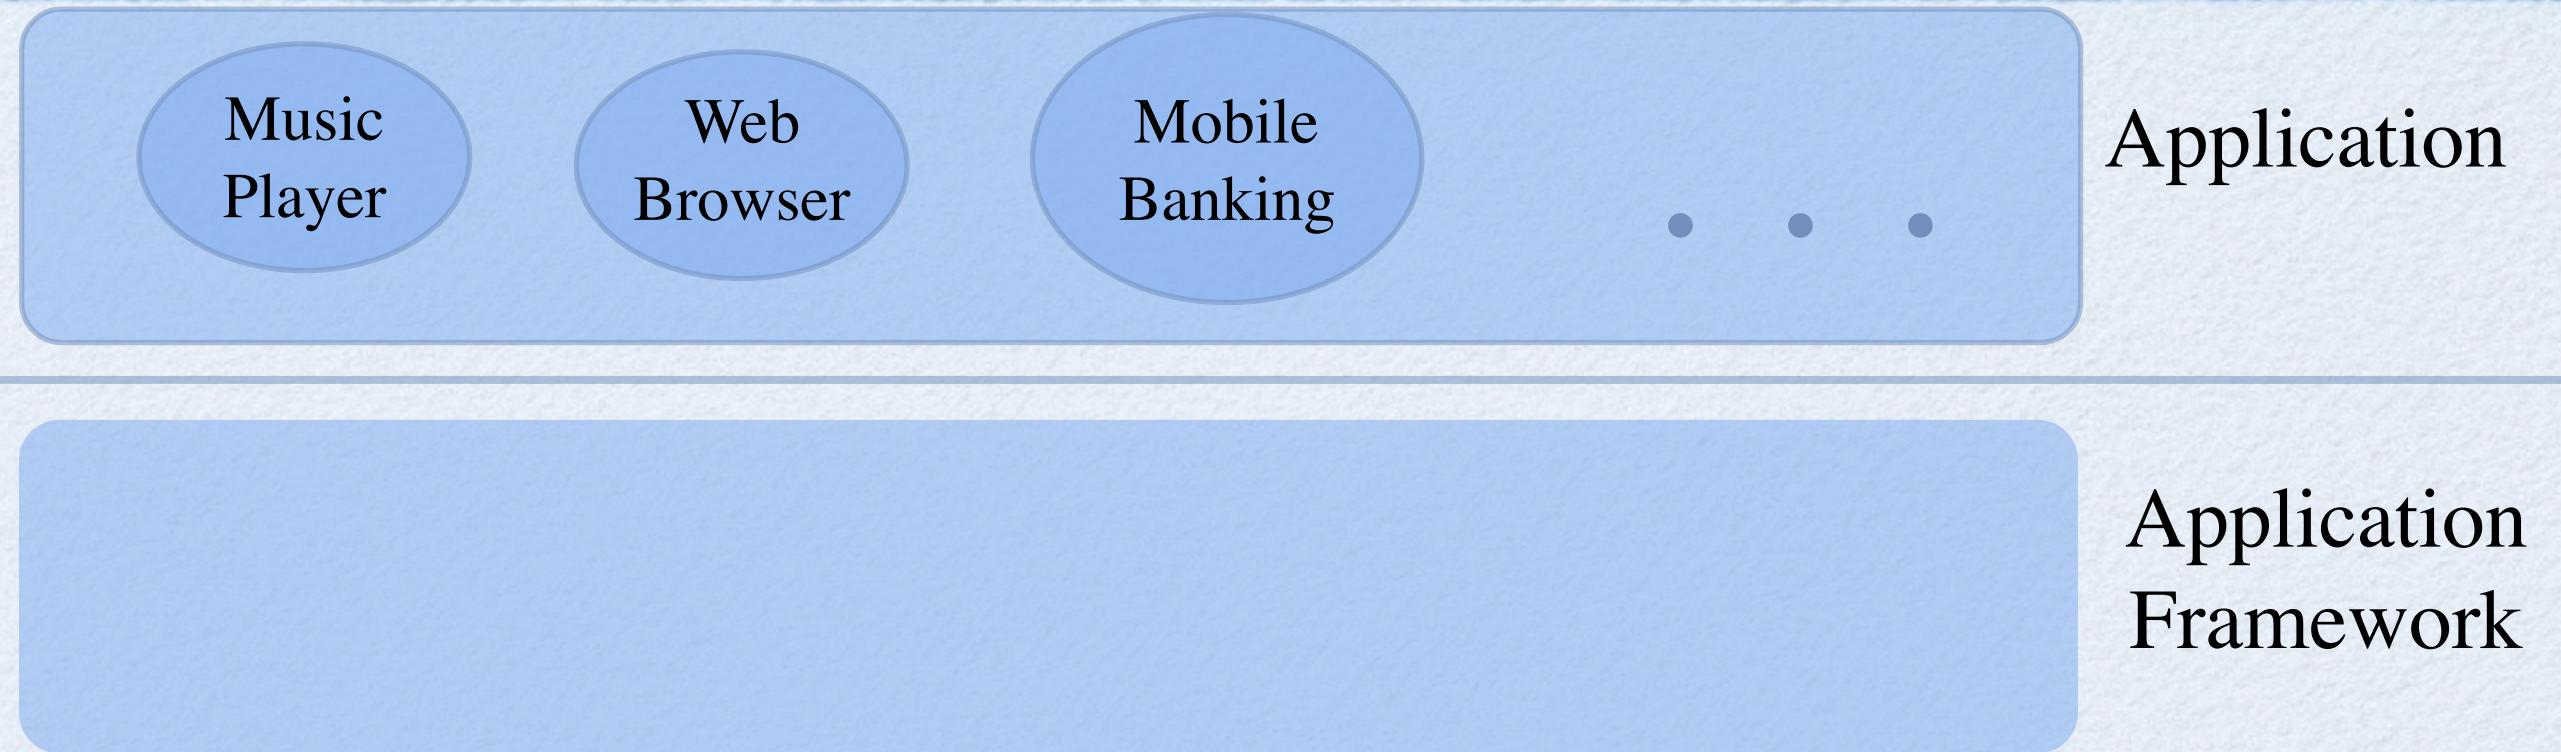 Music
Player
Web
Browser
Mobile
Banking
Application
Application
Framework